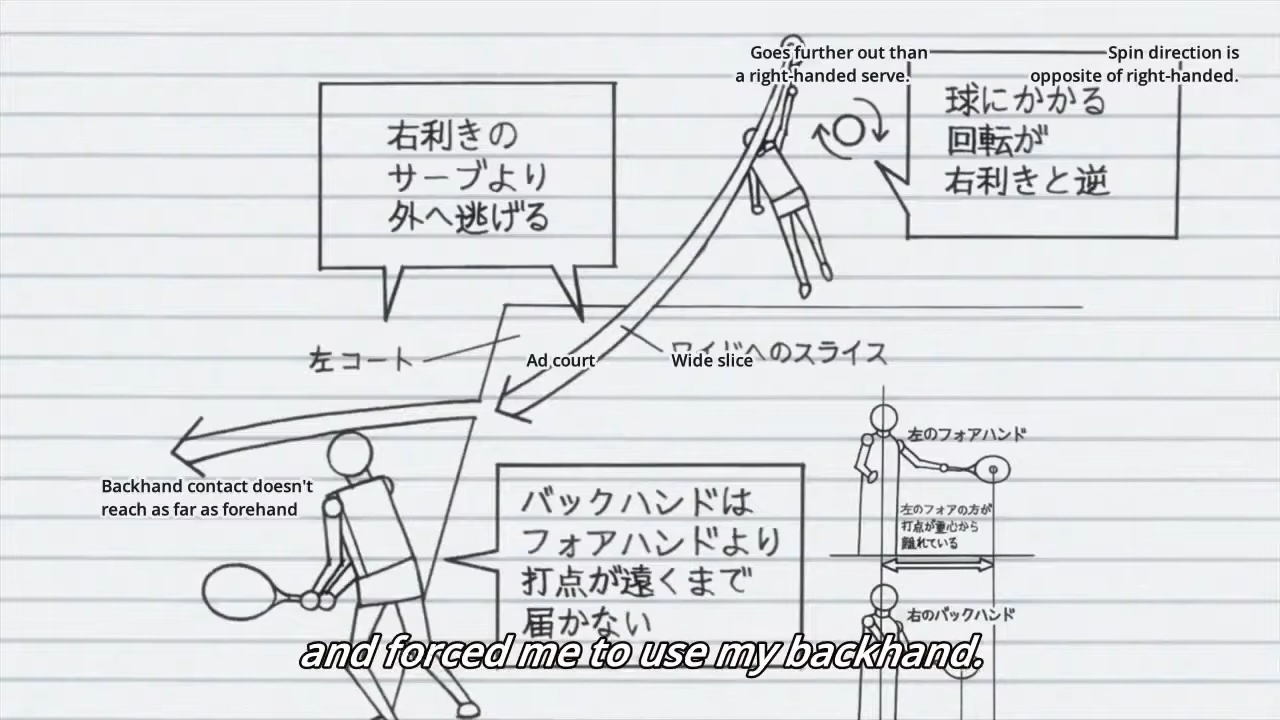 Goes further out than
a right-handed serve.
Spin direction is
opposite of right-handed.
右利きの
サーブより
外へ逃げる
球にかかる
回転が
右利きと逆
左コート
Ad court
Wide slice
ワイドへのスライス
Backhand contact doesn't
reach as far as forehand
バックハンドは
フォアハンドより
打点が遠くまで
届かない
左のフォアハンド
左のフォアの方が
打点が重心から
離れている
右のバックハンド
and forced me to use my backhand.